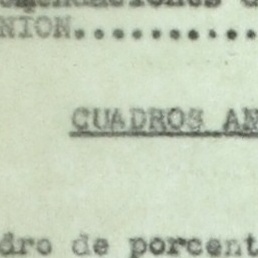 NION..........
CUADROS AN
dro de porcent